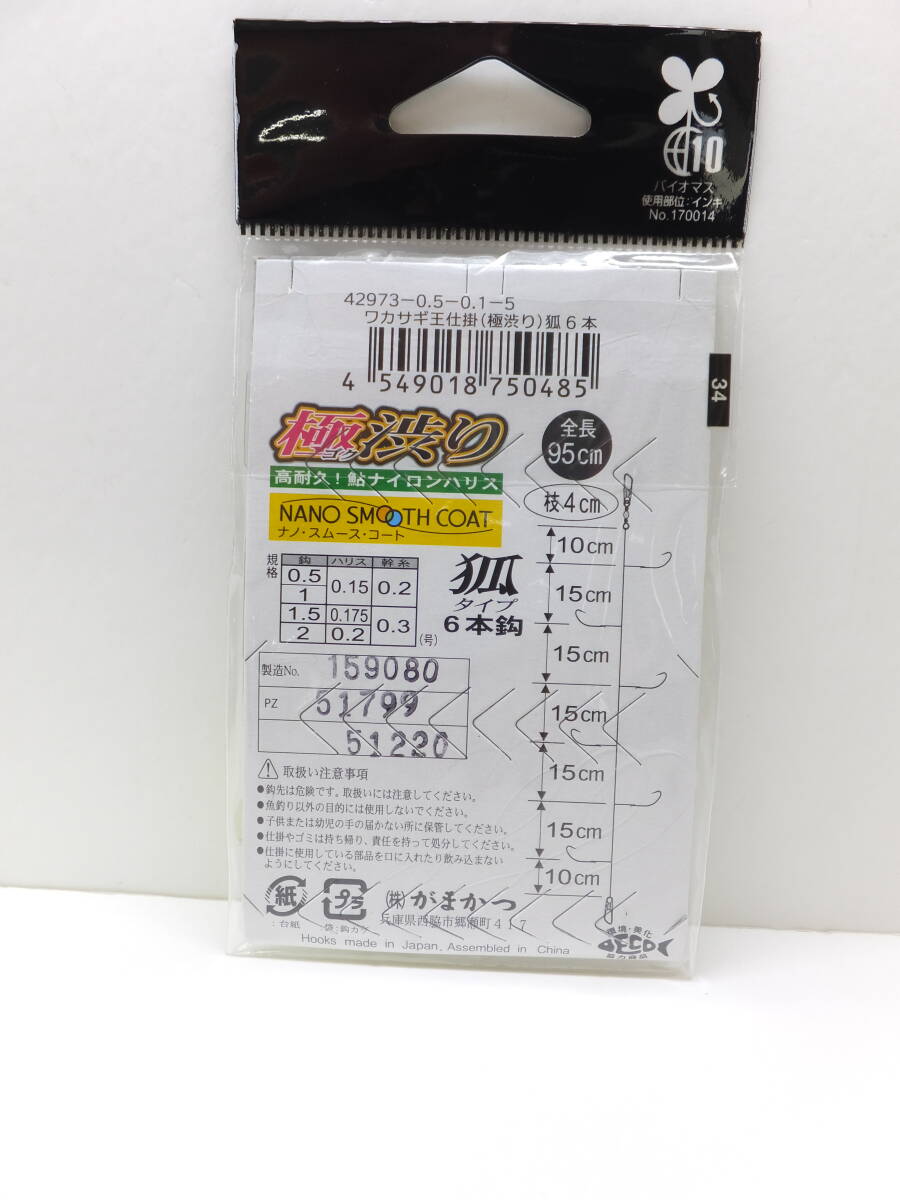 10
バイオマス
使用部位:インキ
No.170014
42973-0.5-0.1-5
ワカサギ王仕掛(極渋り)狐6本
4 549018 750485
34
極渋り
ゴク
高耐久!鮎ナイロンハリス
NANO SMOOTH COAT
ナノ・スムース・コート
全長
95cm
枝4cm
規格
鈎 ハリス 幹糸
0.5 0.15 0.2
1
1.5 0.175 0.3
2 0.2
(号)
狐
タイプ
6本鈎
10cm
15cm
15cm
15cm
15cm
15cm
10cm
製造No. 159080
PZ 51799
51220
取扱い注意事項
●鈎先は危険です。取扱いには注意してください。
●魚釣り以外の目的には使用しないでください。
●子供または幼児の手の届かない所に保管してください。
●仕掛やゴミは持ち帰り、責任を持って処分してください。
●仕掛に使用している部品を口に入れたり飲み込まない
ようにしてください。
紙
:台紙
プラ
:袋:鈎カケ
(株)がまかつ
兵庫県西脇市郷瀬町417
Hooks made in Japan, Assembled in China
環境・美化
ECO
協力商品